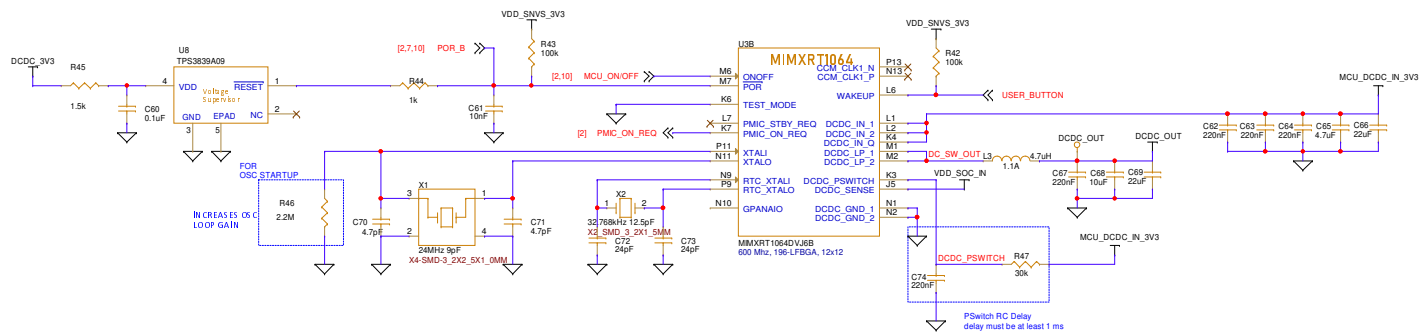 VDD_SNVS_3V3
VDD_SNVS_3V3
U8
TPS3839A09
[2,7,10] POR_B
R43
100k
U3B
MIMXRT1064
R42
100k
DCDC_3V3
R45
1.5k
C60
0.1uF
4
VDD
Voltage
Supervisor
RESET
1
NC
2
GND
EPAD
3
5
R44
1k
C61
10nF
[2,10] MCU_ON/OFF
M6
ONOFF
M7
POR
K6
TEST_MODE
L7
PMIC_STBY_REQ
[2] PMIC_ON_REQ
K7
PMIC_ON_REQ
P11
XTALI
N11
XTALO
N9
RTC_XTALI
P9
RTC_XTALO
N10
GPANAIO
CCM_CLK1_N
P13
CCM_CLK1_P
N13
WAKEUP
L6
USER_BUTTON
DCDC_IN_1
L1
DCDC_IN_2
L2
DCDC_IN_Q
K4
DCDC_LP_1
M1
DCDC_LP_2
M2
DCDC_PSWITCH
K3
DCDC_SENSE
J5
DCDC_GND_1
N1
DCDC_GND_2
N2
MIMXRT1064DVJ6B
600 Mhz, 196-LFBGA, 12x12
MCU_DCDC_IN_3V3
C62
220nF
C63
220nF
C64
220nF
C65
4.7uF
C66
22uF
DC_SW_OUT
L3
4.7uH
1.1A
DCDC_OUT
DCDC_OUT
C67
220nF
C68
10uF
C69
22uF
VDD_SOC_IN
FOR
OSC STARTUP
R46
2.2M
INCREASES OSC
LOOP GAIN
X1
3
1
2
4
C70
4.7pF
C71
4.7pF
24MHz 9pF
X4-SMD-3_2X2_5X1_0MM
X2
1
2
32.768kHz 12.5pF
X2_SMD_3_2X1_5MM
C72
24pF
C73
24pF
MCU_DCDC_IN_3V3
DCDC_PSWITCH
R47
30k
C74
220nF
PSwitch RC Delay
delay must be at least 1 ms